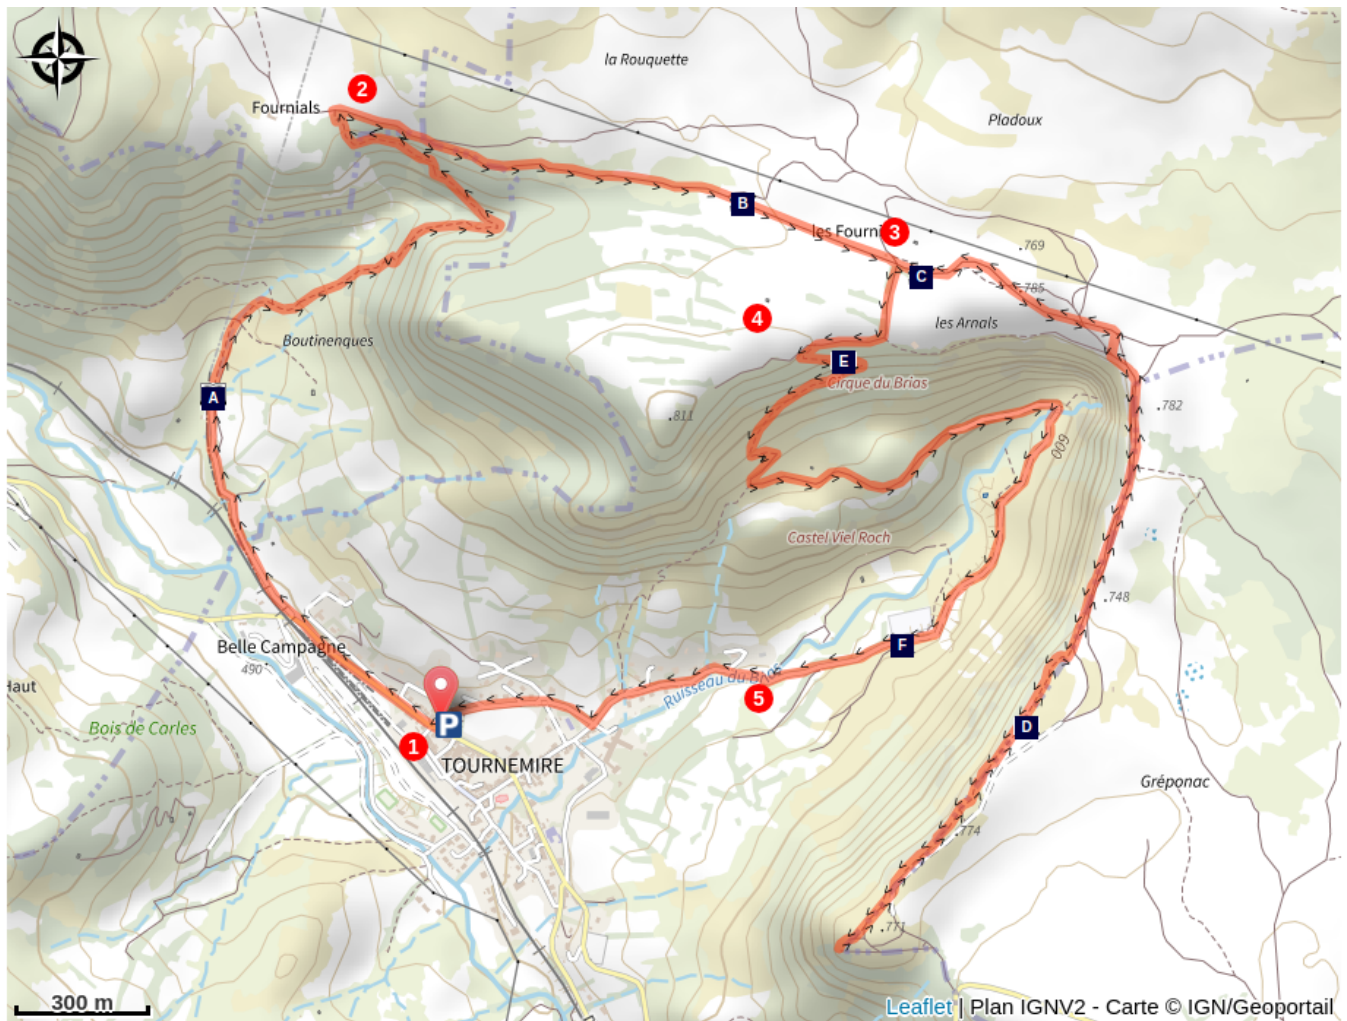 la Rouquette
2
Fournials
Pladoux
B
les Fourni
3
769
C
785
4
les Arnals
Boutinenques
E
Cirque du Brias
A
811
782
600
Castel Viel Roch
748
Belle Campagne
F
490
Ruisseau du Brias
Haut
5
Bois de Carles
P
D
1
TOURNEMIRE
Gréponac
774
771
300 m
Leaflet | Plan IGNV2 - Carte © IGN/Geoportail